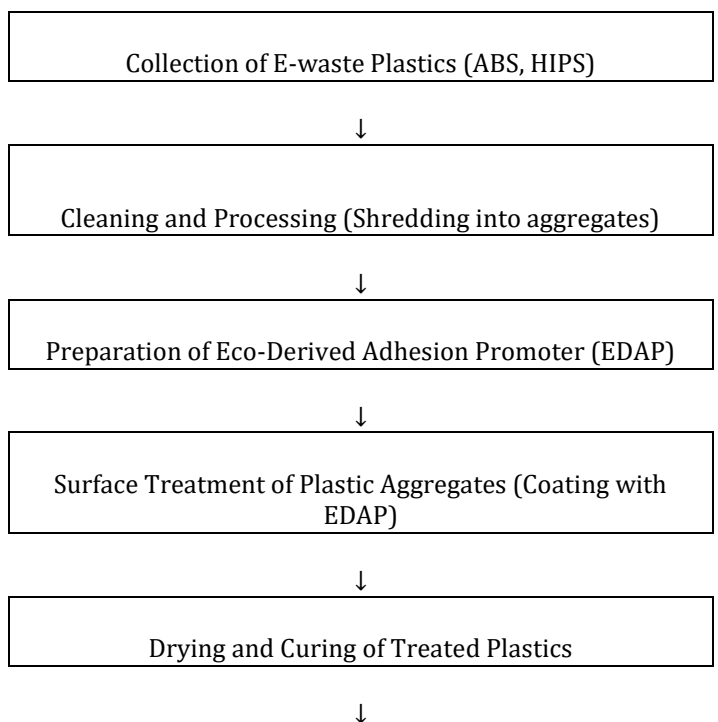 Collection of E-waste Plastics (ABS, HIPS)
↓
Cleaning and Processing (Shredding into aggregates)
↓
Preparation of Eco-Derived Adhesion Promoter (EDAP)
↓
Surface Treatment of Plastic Aggregates (Coating with
EDAP)
↓
Drying and Curing of Treated Plastics
↓